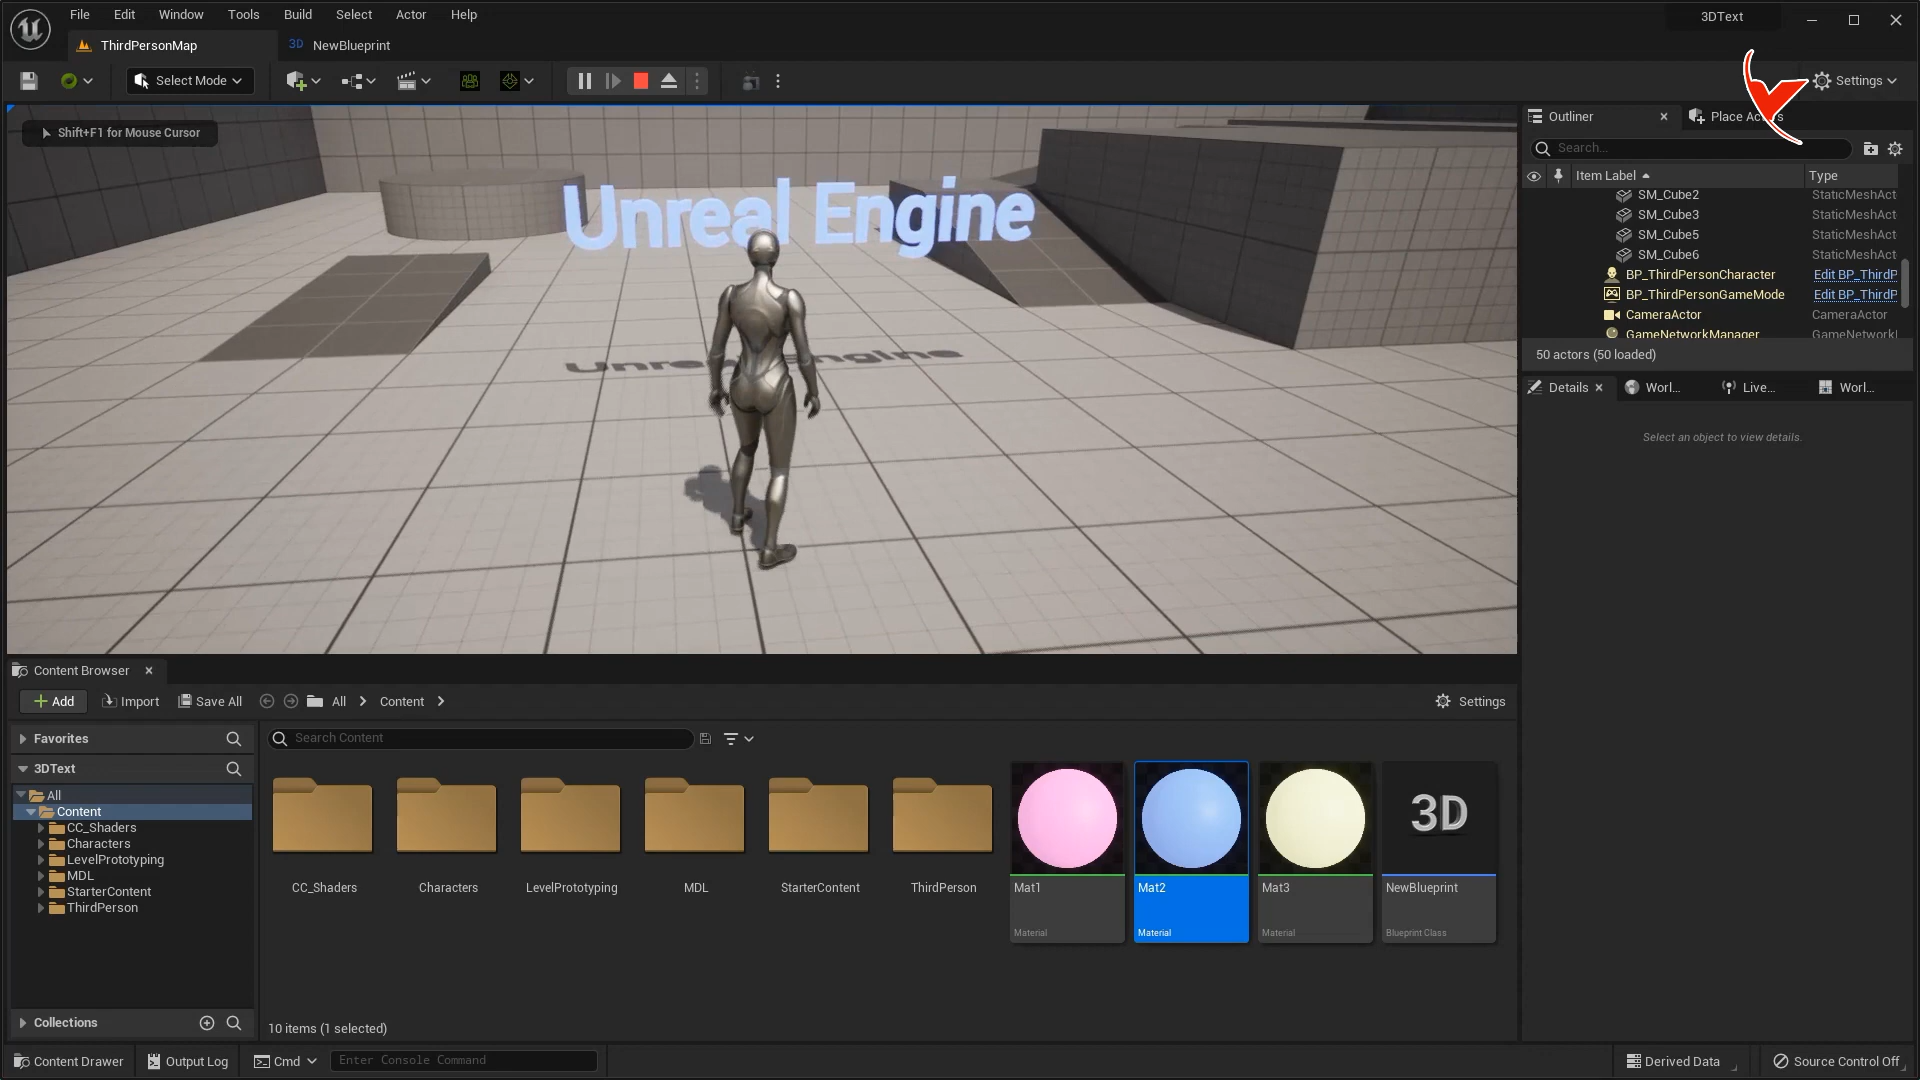 File Edit Window Tools Build Select Actor Help
3DText
ThirdPersonMap
3D NewBlueprint
Select Mode
Settings
Shift+F1 for Mouse Cursor
Unreal Engine
Outliner
Place Ac
Search...
Item Label Type
SM_Cube2 StaticMeshAct
SM_Cube3 StaticMeshAct
SM_Cube5 StaticMeshAct
SM_Cube6 StaticMeshAct
BP_ThirdPersonCharacter Edit BP_ThirdP
BP_ThirdPersonGameMode Edit BP_ThirdP
CameraActor CameraActor
GameNetworkManager GameNetworkI
50 actors (50 loaded)
Details Worl... Live... Worl...
Select an object to view details.
Content Browser
Add Import Save All All Content Settings
Favorites
Search Content
3DText
All
Content
CC_Shaders
Characters
LevelPrototyping
MDL
StarterContent
ThirdPerson
3D
CC_Shaders Characters LevelPrototyping MDL StarterContent ThirdPerson Mat1 Mat2 Mat3 NewBlueprint
Material Material Material Blueprint Class
Collections
10 items (1 selected)
Content Drawer Output Log Cmd Enter Console Command Derived Data Source Control Off